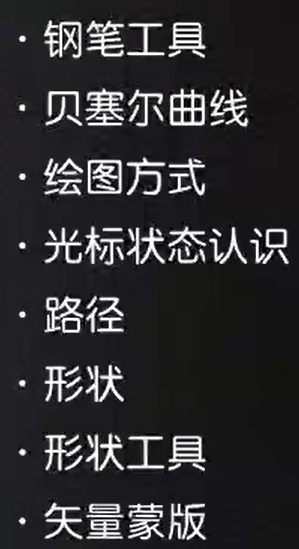 · 钢笔工具
· 贝塞尔曲线
· 绘图方式
· 光标状态认识
· 路径
· 形状
· 形状工具
· 矢量蒙版